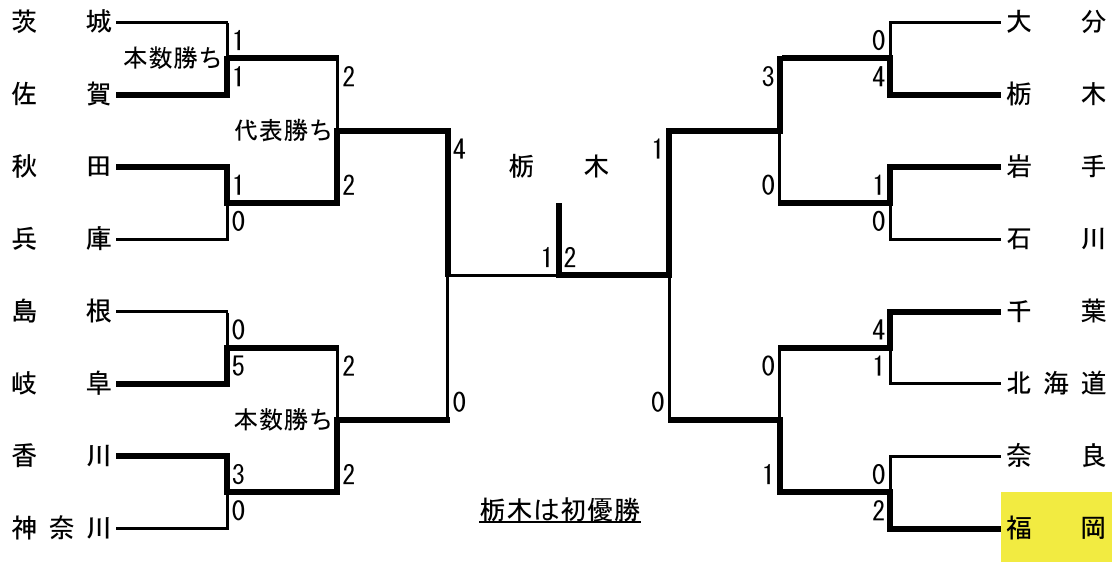 茨城
1
本数勝ち
1
佐賀
2
代表勝ち
秋田
1
2
0
兵庫
4
島根
0
5
岐阜
2
本数勝ち
0
香川
3
2
0
神奈川
栃木
1 2
栃木は初優勝
大分
0
3
4
栃木
1
岩手
0
1
0
石川
千葉
4
0
1
北海道
0
奈良
1
0
2
福岡